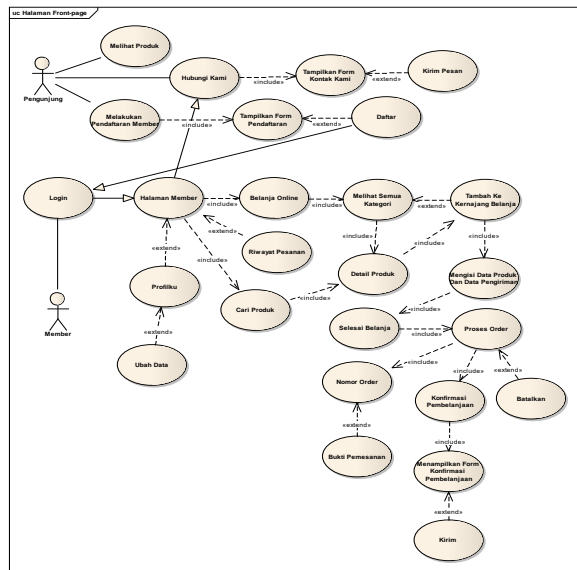 uc Halaman Front-page
Melihat Produk
Pengunjung
Hubungi Kami
«include»
Tampilkan Form
Kontak Kami
«extend»
Kirim Pesan
Melakukan
Pendaftaran Member
«include»
Tampilkan Form
Pendaftaran
«extend»
Daftar
Login
Halaman Member
«include»
Belanja Online
«include»
Melihat Semua
Kategori
«extend»
Tambah Ke
Kernajang Belanja
«extend»
«extend»
Riwayat Pesanan
«include»
«include»
«include»
«include»
Profilku
Cari Produk
«include»
Detail Produk
Mengisi Data Produk
Dan Data Pengiriman
Member
«extend»
«include»
Selesai Belanja
«include»
Proses Order
Ubah Data
«include»
«include»
«extend»
Nomor Order
Konfirmasi
Pembelanjaan
Batalkan
«extend»
«include»
Bukti Pemesanan
Menampilkan Form
Konfirmasi
Pembelanjaan
«extend»
Kirim